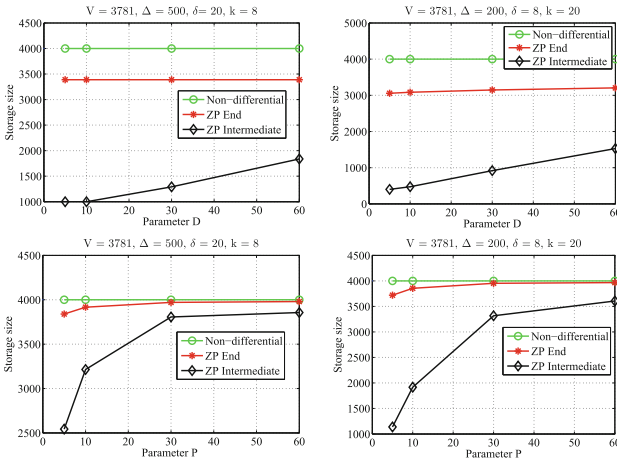 V = 3781, Δ = 500, δ= 20, k = 8
4500
4000
3500
3000
2500
2000
1500
1000
Storage size
Non−differential
ZP End
ZP Intermediate
0
10
20
30
40
50
60
Parameter D
V = 3781, Δ = 200, δ = 8, k = 20
5000
4000
3000
2000
1000
0
Storage size
Non−differential
ZP End
ZP Intermediate
0
10
20
30
40
50
60
Parameter D
V = 3781, Δ = 500, δ= 20, k = 8
4500
4000
3500
3000
2500
Storage size
Non−differential
ZP End
ZP Intermediate
0
10
20
30
40
50
60
Parameter P
V = 3781, Δ = 200, δ = 8, k = 20
4500
4000
3500
3000
2500
2000
1500
1000
Storage size
Non−differential
ZP End
ZP Intermediate
0
10
20
30
40
50
60
Parameter P